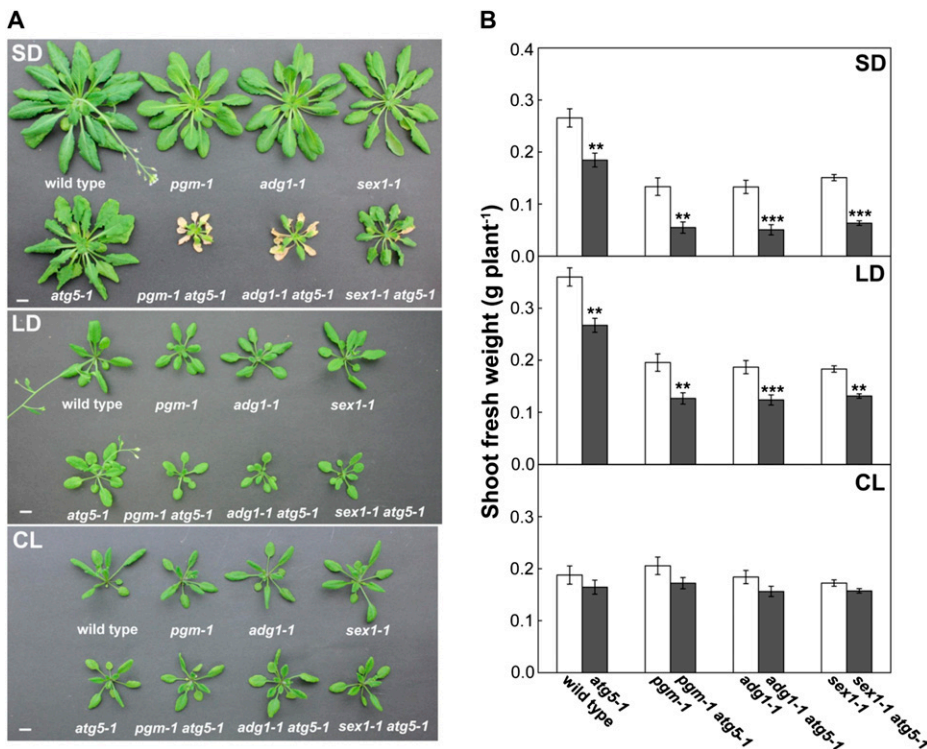 A
SD
wild type pgm-1 adg1-1 sex1-1
atg5-1 pgm-1 atg5-1 adg1-1 atg5-1 sex1-1 atg5-1
LD
wild type pgm-1 adg1-1 sex1-1
atg5-1 pgm-1 atg5-1 adg1-1 atg5-1 sex1-1 atg5-1
CL
wild type pgm-1 adg1-1 sex1-1
atg5-1 pgm-1 atg5-1 adg1-1 atg5-1 sex1-1 atg5-1
B
Shoot fresh weight (g plant-1)
0.4
SD
0.3
0.2
0.1
0.0
** ** *** ***
LD
0.3
0.2
0.1
0.0
** ** *** **
CL
0.3
0.2
0.1
0.0
wild type
atg5-1
pgm-1
pgm-1 atg5-1
adg1-1
adg1-1 atg5-1
sex1-1
sex1-1 atg5-1